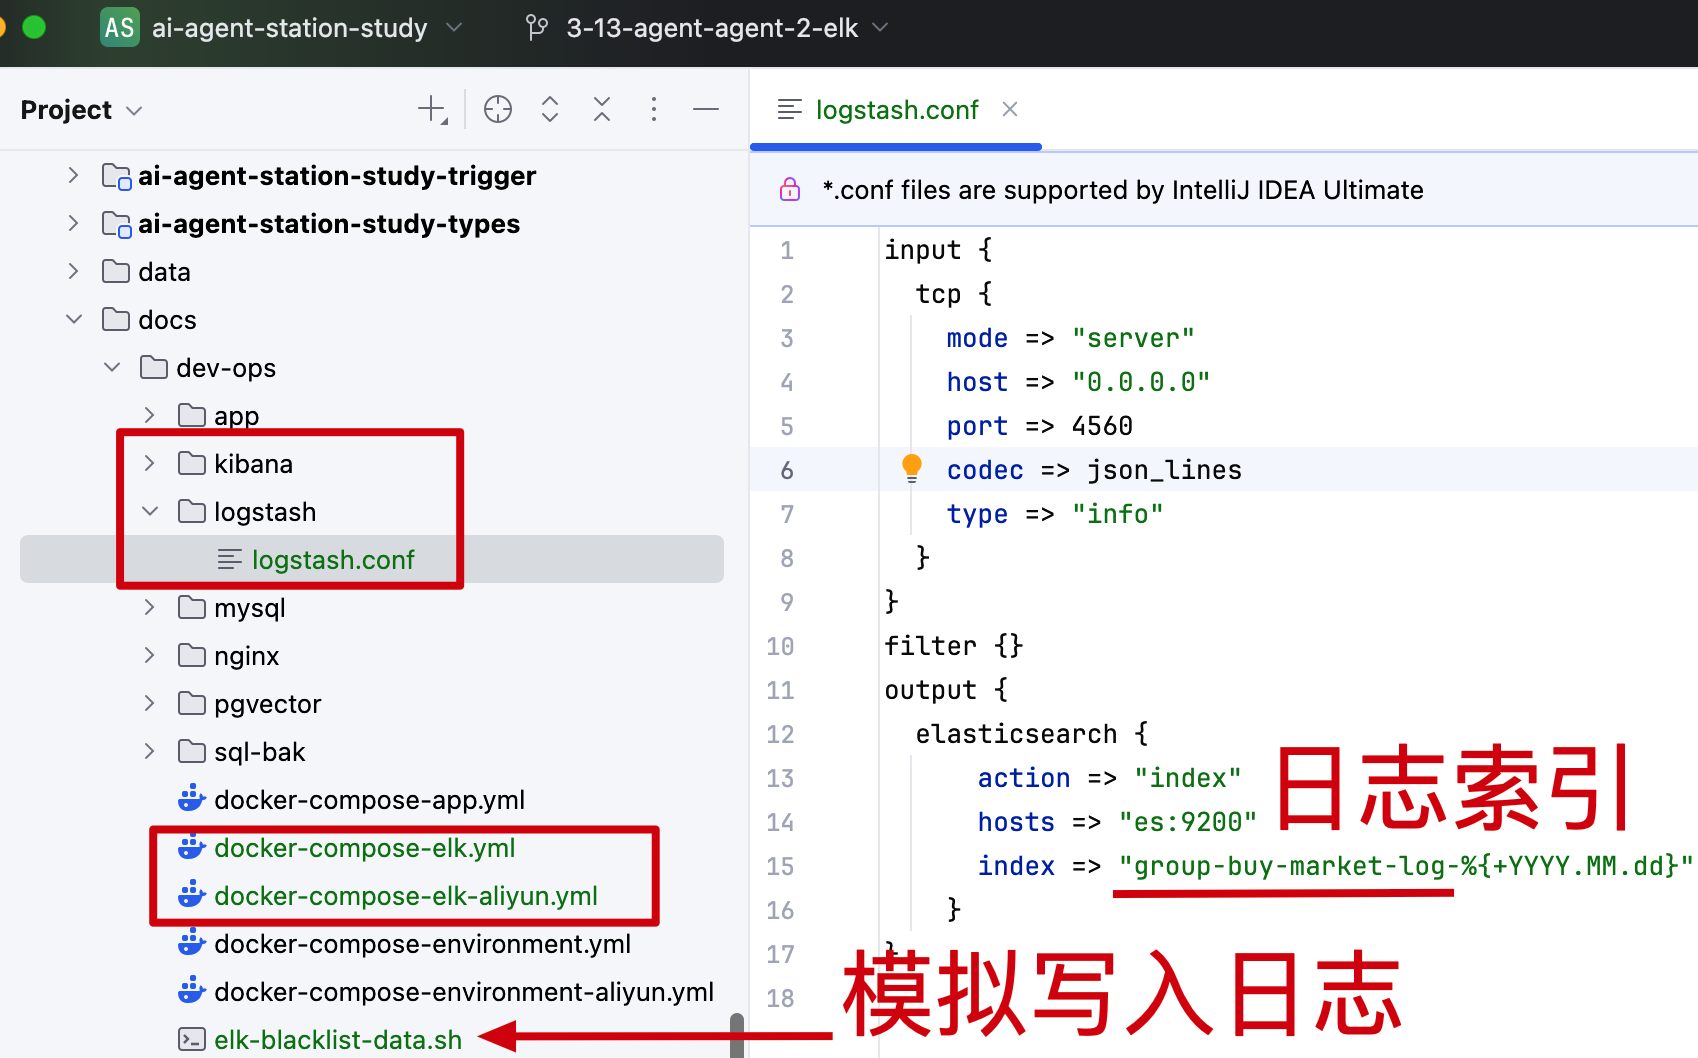 AS ai-agent-station-study 3-13-agent-agent-2-elk
Project
ai-agent-station-study-trigger
ai-agent-station-study-types
data
docs
dev-ops
app
kibana
logstash
logstash.conf
mysql
nginx
pgvector
sql-bak
docker-compose-app.yml
docker-compose-elk.yml
docker-compose-elk-aliyun.yml
docker-compose-environment.yml
docker-compose-environment-aliyun.yml
elk-blacklist-data.sh
logstash.conf
*.conf files are supported by IntelliJ IDEA Ultimate
1 input {
2 tcp {
3 mode => "server"
4 host => "0.0.0.0"
5 port => 4560
6 codec => json_lines
7 type => "info"
8 }
9 }
10 filter {}
11 output {
12 elasticsearch {
13 action => "index"
14 hosts => "es:9200"
15 index => "group-buy-market-log-%{+YYYY.MM.dd}"
16 }
17 }
18
日志索引
模拟写入日志